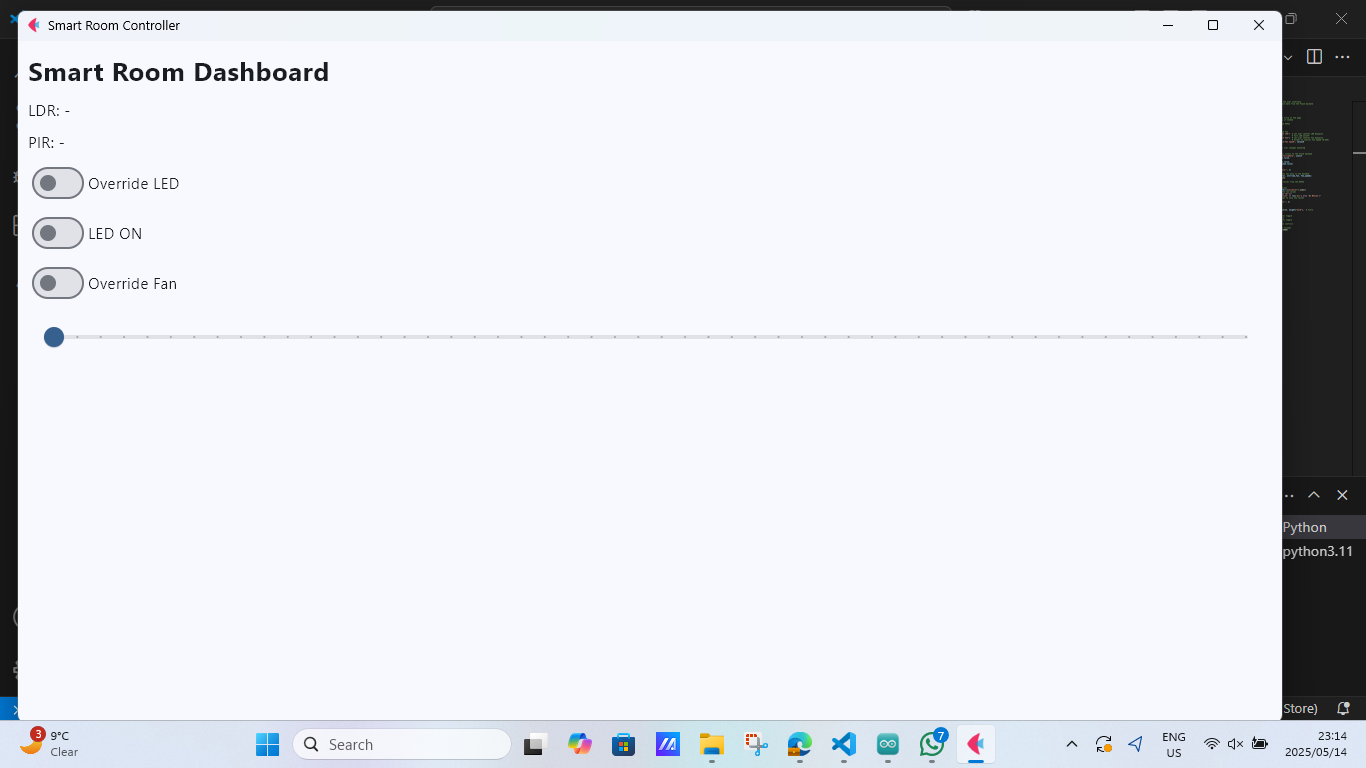 Smart Room Controller
Smart Room Dashboard
LDR: -
PIR: -
Override LED
LED ON
Override Fan
Python
python3.11
Store)
3
9°C
Clear
Search
7
ENG
US
23:14
2025/05/14